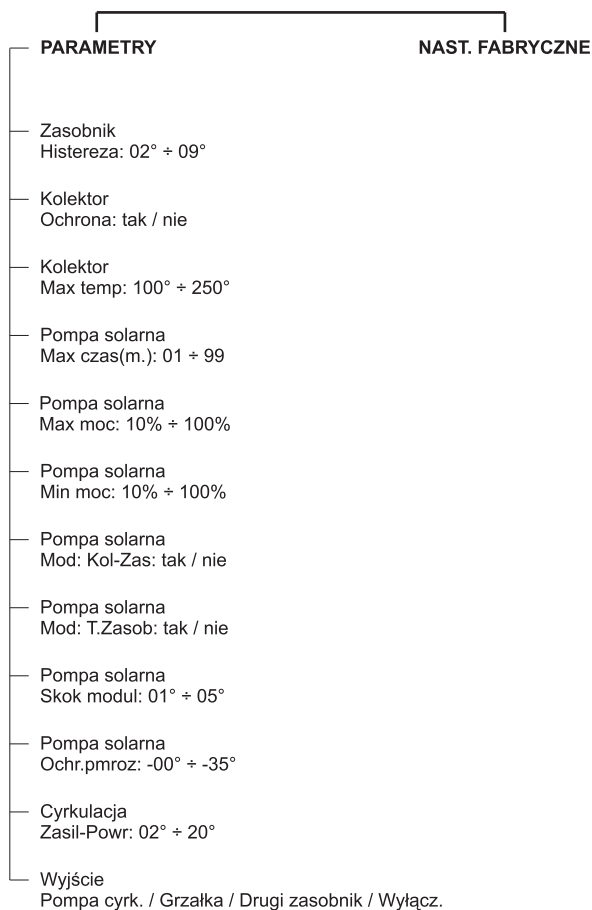 PARAMETRY NAST. FABRYCZNE
Zasobnik
Histereza: 02° ÷ 09°
Kolektor
Ochrona: tak / nie
Kolektor
Max temp: 100° ÷ 250°
Pompa solarna
Max czas(m.): 01 ÷ 99
Pompa solarna
Max moc: 10% ÷ 100%
Pompa solarna
Min moc: 10% ÷ 100%
Pompa solarna
Mod: Kol-Zas: tak / nie
Pompa solarna
Mod: T.Zasob: tak / nie
Pompa solarna
Skok modul: 01° ÷ 05°
Pompa solarna
Ochr.pmroz: -00° ÷ -35°
Cyrkulacja
Zasil-Powr: 02° ÷ 20°
Wyjście
Pompa cyrk. / Grzałka / Drugi zasobnik / Wyłącz.